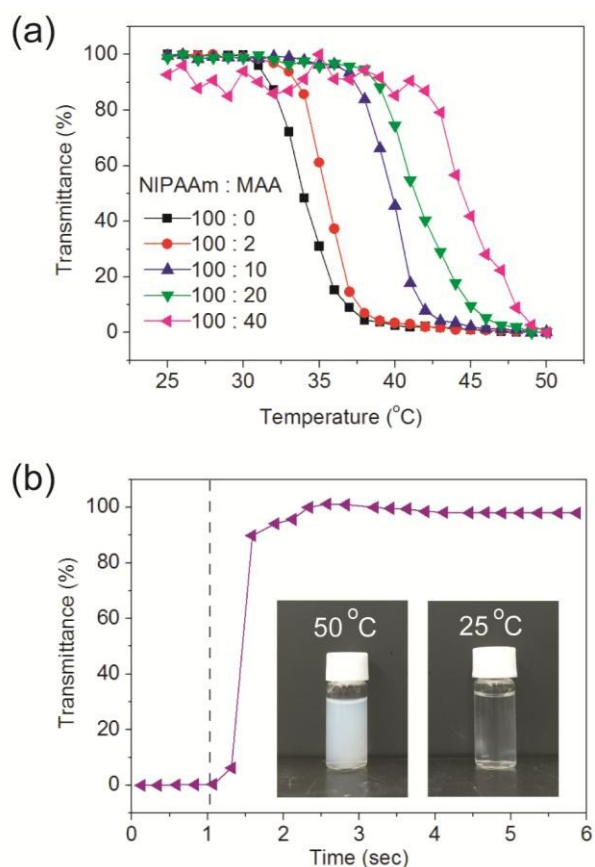 (a)
100
80
60
40
20
0
Transmittance (%)
NIPAAm : MAA
100 : 0
100 : 2
100 : 10
100 : 20
100 : 40
25 30 35 40 45 50
Temperature (°C)
(b)
100
80
60
40
20
0
Transmittance (%)
50 °C
25 °C
0 1 2 3 4 5 6
Time (sec)